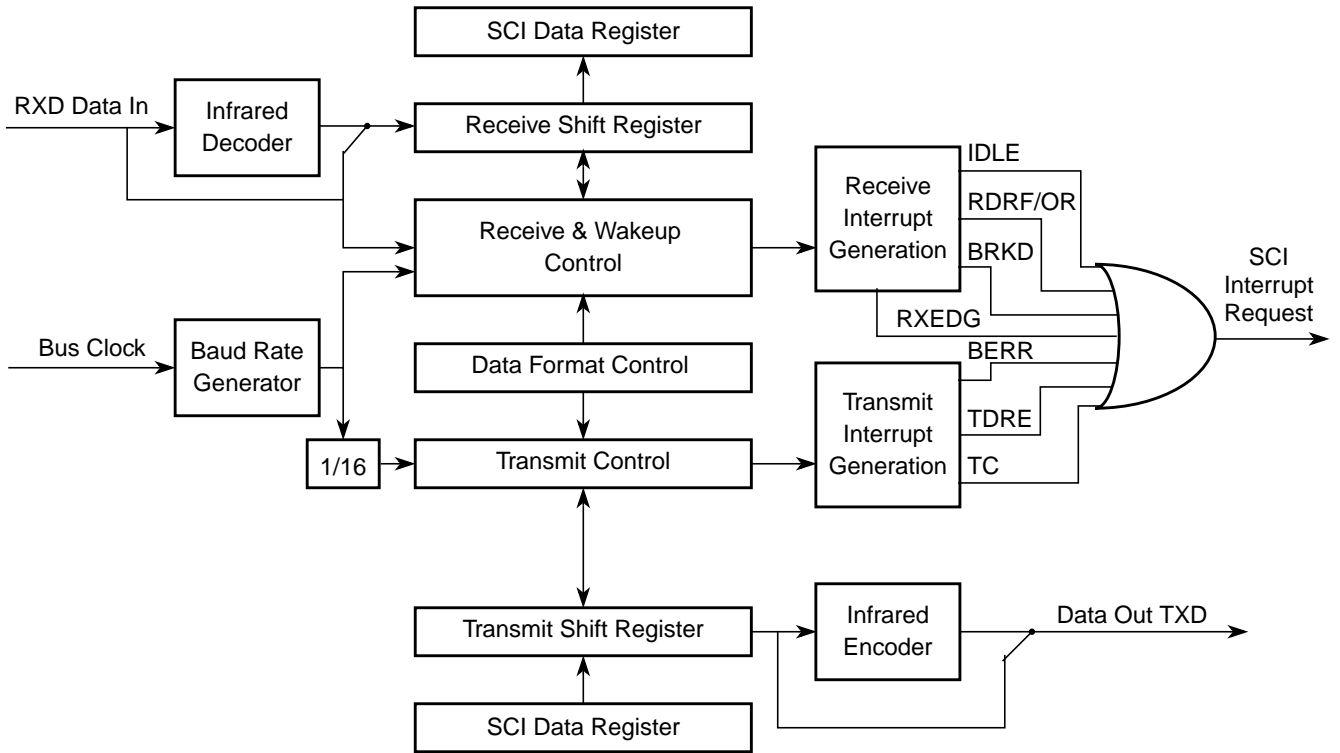 SCI Data Register
RXD Data In
Infrared
Decoder
Receive Shift Register
Receive & Wakeup
Control
Receive
Interrupt
Generation
IDLE
RDRF/OR
BRKD
RXEDG
SCI
Interrupt
Request
Bus Clock
Baud Rate
Generator
Data Format Control
BERR
1/16
Transmit Control
Transmit
Interrupt
Generation
TDRE
TC
Transmit Shift Register
Infrared
Encoder
Data Out TXD
SCI Data Register